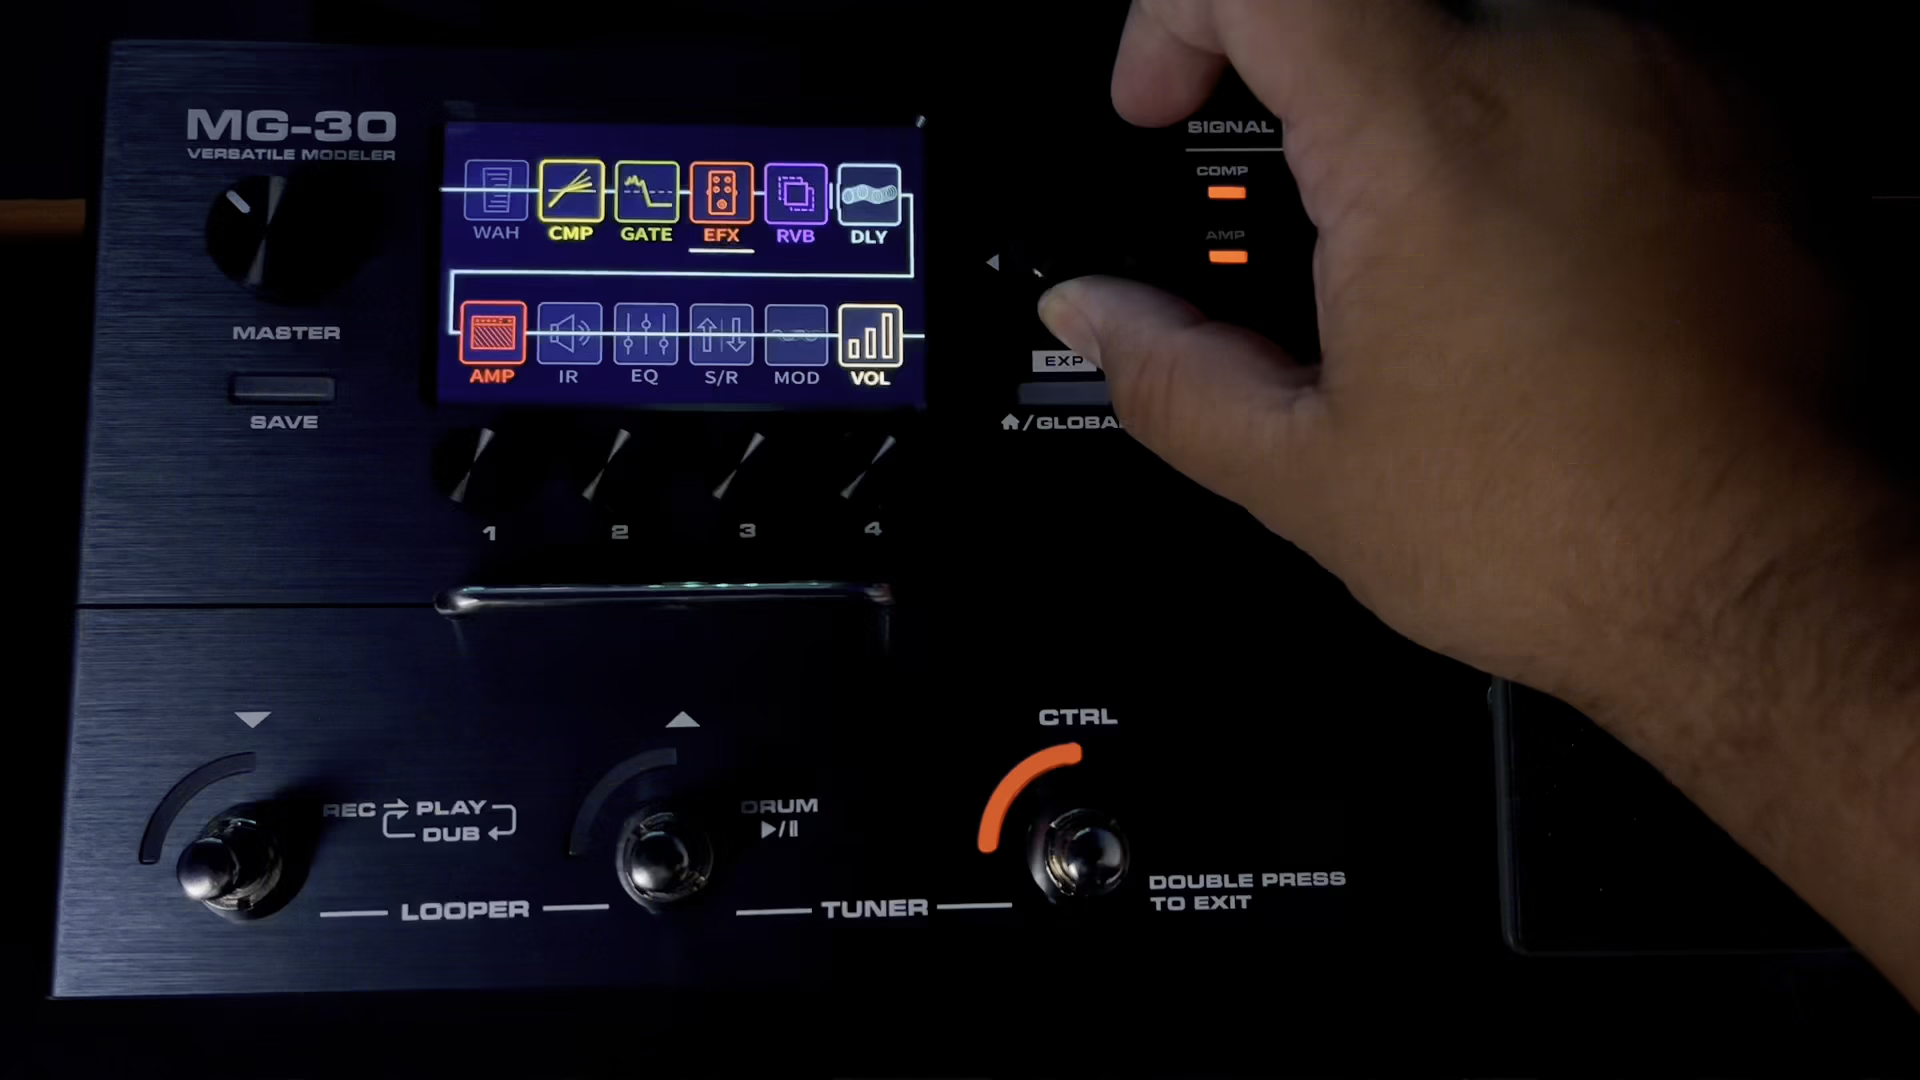 MG-30
VERSATILE MODELER
MASTER
SAVE
WAH CMP GATE EFX RVB DLY
AMP IR EQ S/R MOD VOL
1 2 3 4
SIGNAL
COMP
AMP
EXP
/GLOBA
REC PLAY
DUB
LOOPER
DRUM
TUNER
CTRL
DOUBLE PRESS
TO EXIT